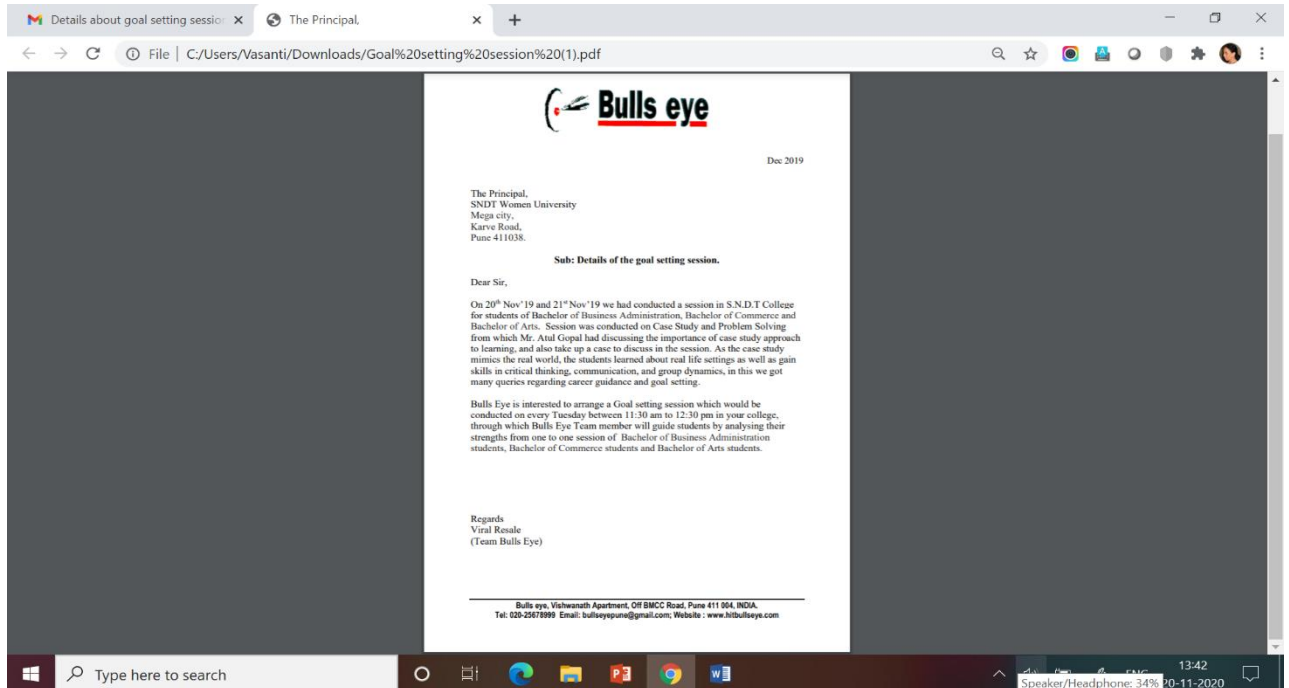 Details about goal setting sessio
The Principal,
File | C:/Users/Vasanti/Downloads/Goal%20setting%20session%20(1).pdf
Bulls eye
Dec 2019
The Principal,
SNDT Women University
Mega city,
Karve Road,
Pune 411038.
Sub: Details of the goal setting session.
Dear Sir,
On 20th Nov'19 and 21st Nov'19 we had conducted a session in S.N.D.T College
for students of Bachelor of Business Administration, Bachelor of Commerce and
Bachelor of Arts. Session was conducted on Case Study and Problem Solving
from which Mr. Atul Gopal had discussing the importance of case study approach
to learning, and also take up a case to discuss in the session. As the case study
mimics the real world, the students learned about real life settings as well as gain
skills in critical thinking, communication, and group dynamics, in this we got
many queries regarding career guidance and goal setting.
Bulls Eye is interested to arrange a Goal setting session which would be
conducted on every Tuesday between 11:30 am to 12:30 pm in your college,
through which Bulls Eye Team member will guide students by analysing their
strengths from one to one session of Bachelor of Business Administration
students, Bachelor of Commerce students and Bachelor of Arts students.
Regards
Viral Resale
(Team Bulls Eye)
Bulls eye, Vishwanath Apartment, Off BMCC Road, Pune 411 004, INDIA.
Tel: 020-25678999 Email: bullseyepune@gmail.com; Website : www.hitbullseye.com
Type here to search
13:42
Speaker/Headphone: 34%
20-11-2020